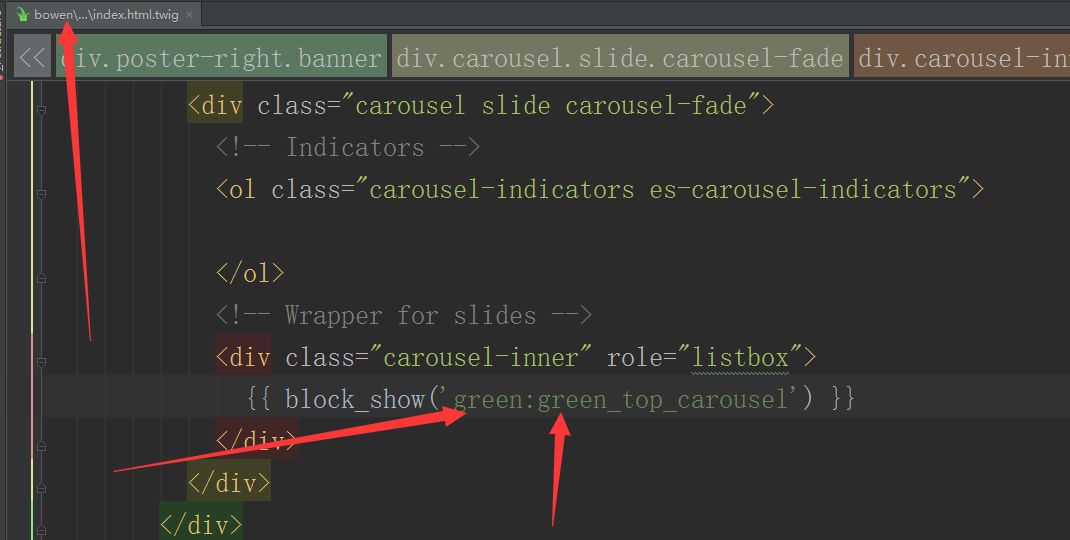 bowen\...\index.html.twig
<< div.poster-right.banner div.carousel.slide.carousel-fade div.carousel-in
<div class="carousel slide carousel-fade">
<!-- Indicators -->
<ol class="carousel-indicators es-carousel-indicators">
</ol>
<!-- Wrapper for slides -->
<div class="carousel-inner" role="listbox">
{{ block_show('green:green_top_carousel') }}
</div>
</div>
</div>